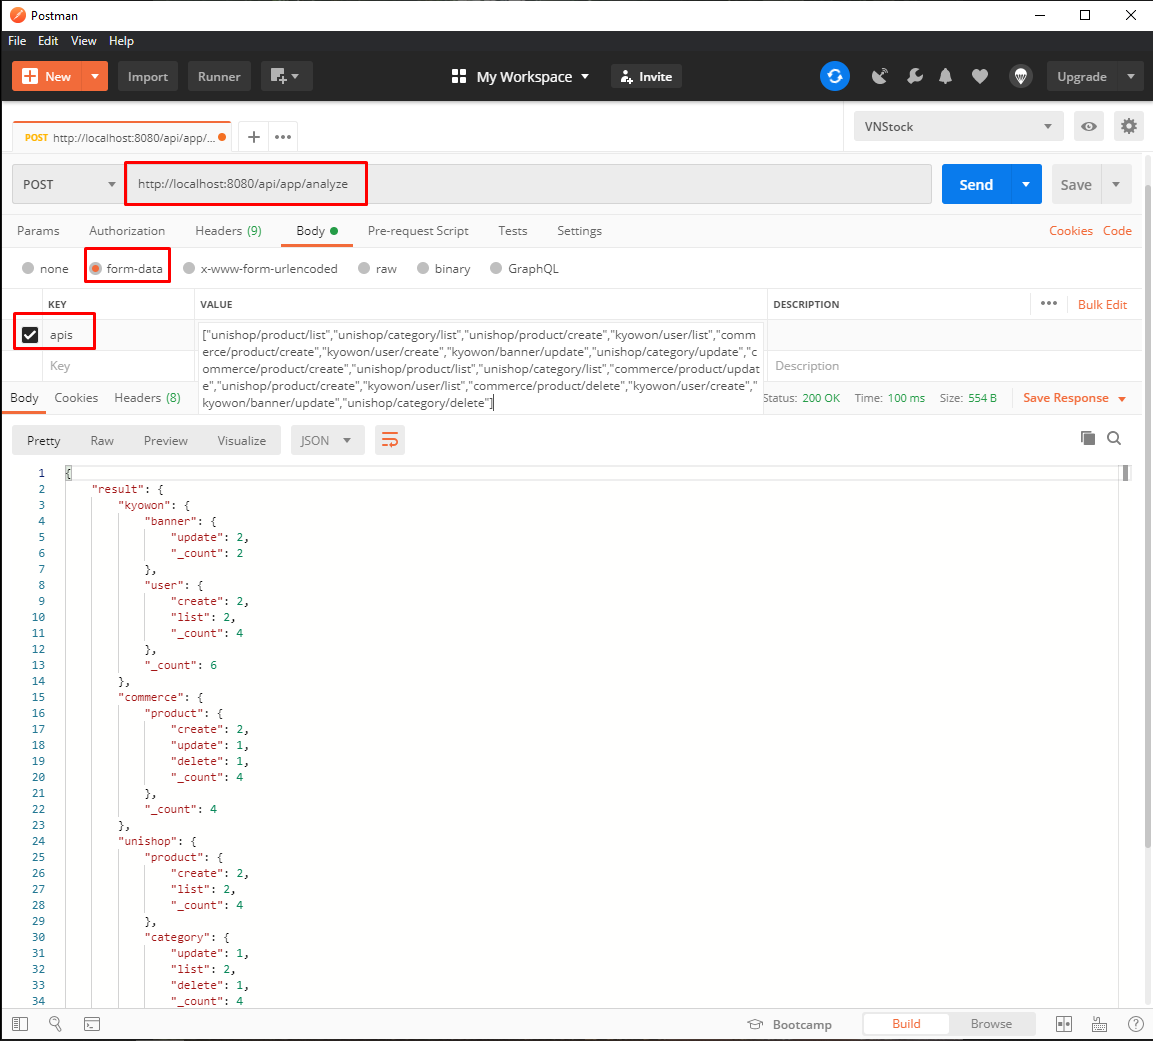 Postman
File Edit View Help
New Import Runner My Workspace Invite Upgrade
POST http://localhost:8080/api/app/... VNStock
POST http://localhost:8080/api/app/analyze Send Save
Params Authorization Headers (9) Body Pre-request Script Tests Settings Cookies Code
none form-data x-www-form-urlencoded raw binary GraphQL
KEY VALUE DESCRIPTION Bulk Edit
apis
["unishop/product/list","unishop/category/list","unishop/product/create","kyowon/user/list","com
merce/product/create","kyowon/user/create","kyowon/banner/update","unishop/category/update","c
ommerce/product/create","unishop/product/list","unishop/category/list","commerce/product/updat
e","unishop/product/create","kyowon/user/list","commerce/product/delete","kyowon/user/create","
kyowon/banner/update","unishop/category/delete"]
Key Description
Body Cookies Headers (8) Status: 200 OK Time: 100 ms Size: 554 B Save Response
Pretty Raw Preview Visualize JSON
1 {
2 "result": {
3 "kyowon": {
4 "banner": {
5 "update": 2,
6 "_count": 2
7 },
8 "user": {
9 "create": 2,
10 "list": 2,
11 "_count": 4
12 },
13 "_count": 6
14 },
15 "commerce": {
16 "product": {
17 "create": 2,
18 "update": 1,
19 "delete": 1,
20 "_count": 4
21 },
22 "_count": 4
23 },
24 "unishop": {
25 "product": {
26 "create": 2,
27 "list": 2,
28 "_count": 4
29 },
30 "category": {
31 "update": 1,
32 "list": 2,
33 "delete": 1,
34 "_count": 4
Bootcamp Build Browse